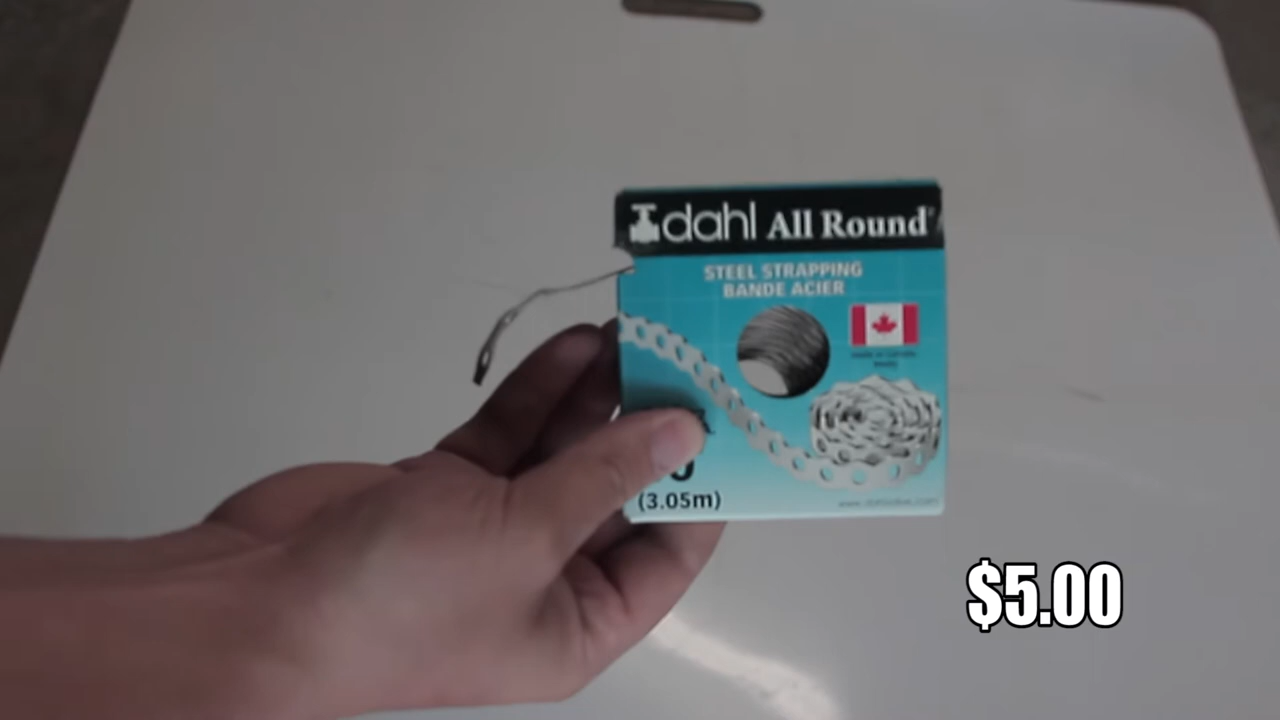 dahl All Round®
STEEL STRAPPING
BANDE ACIER
(3.05m)
$5.00